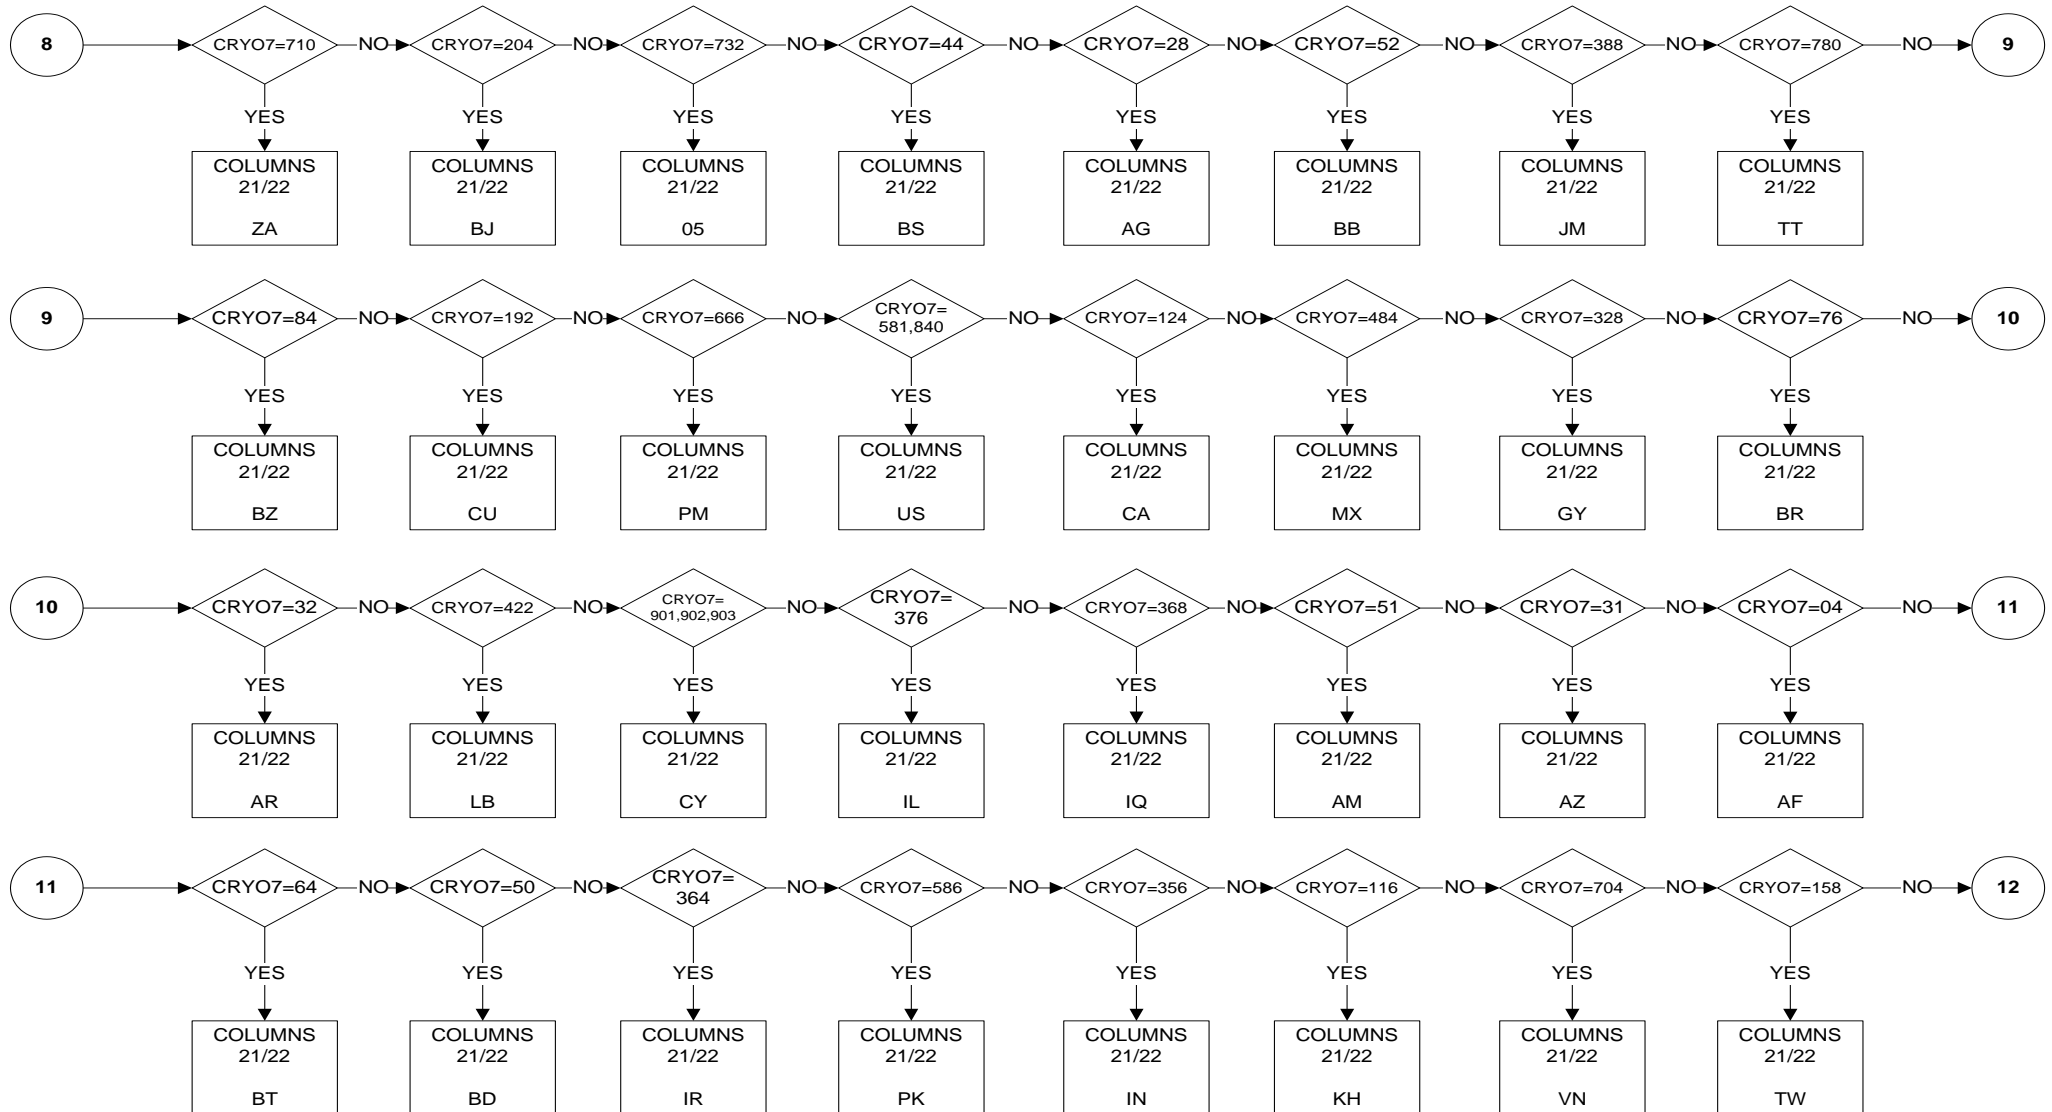 8 CRYO7=710 NO CRYO7=204 NO CRYO7=732 NO CRYO7=44 NO CRYO7=28 NO CRYO7=52 NO CRYO7=388 NO CRYO7=780 NO 9
YES YES YES YES YES YES YES YES
COLUMNS COLUMNS COLUMNS COLUMNS COLUMNS COLUMNS COLUMNS COLUMNS
21/22 21/22 21/22 21/22 21/22 21/22 21/22 21/22
ZA BJ 05 BS AG BB JM TT
9 CRYO7=84 NO CRYO7=192 NO CRYO7=666 NO CRYO7= NO CRYO7=124 NO CRYO7=484 NO CRYO7=328 NO CRYO7=76 NO 10
581,840
YES YES YES YES YES YES YES YES
COLUMNS COLUMNS COLUMNS COLUMNS COLUMNS COLUMNS COLUMNS COLUMNS
21/22 21/22 21/22 21/22 21/22 21/22 21/22 21/22
BZ CU PM US CA MX GY BR
10 CRYO7=32 NO CRYO7=422 NO CRYO7= NO CRYO7= NO CRYO7=368 NO CRYO7=51 NO CRYO7=31 NO CRYO7=04 NO 11
901,902,903 376
YES YES YES YES YES YES YES YES
COLUMNS COLUMNS COLUMNS COLUMNS COLUMNS COLUMNS COLUMNS COLUMNS
21/22 21/22 21/22 21/22 21/22 21/22 21/22 21/22
AR LB CY IL IQ AM AZ AF
11 CRYO7=64 NO CRYO7=50 NO CRYO7= NO CRYO7=586 NO CRYO7=356 NO CRYO7=116 NO CRYO7=704 NO CRYO7=158 NO 12
364
YES YES YES YES YES YES YES YES
COLUMNS COLUMNS COLUMNS COLUMNS COLUMNS COLUMNS COLUMNS COLUMNS
21/22 21/22 21/22 21/22 21/22 21/22 21/22 21/22
BT BD IR PK IN KH VN TW